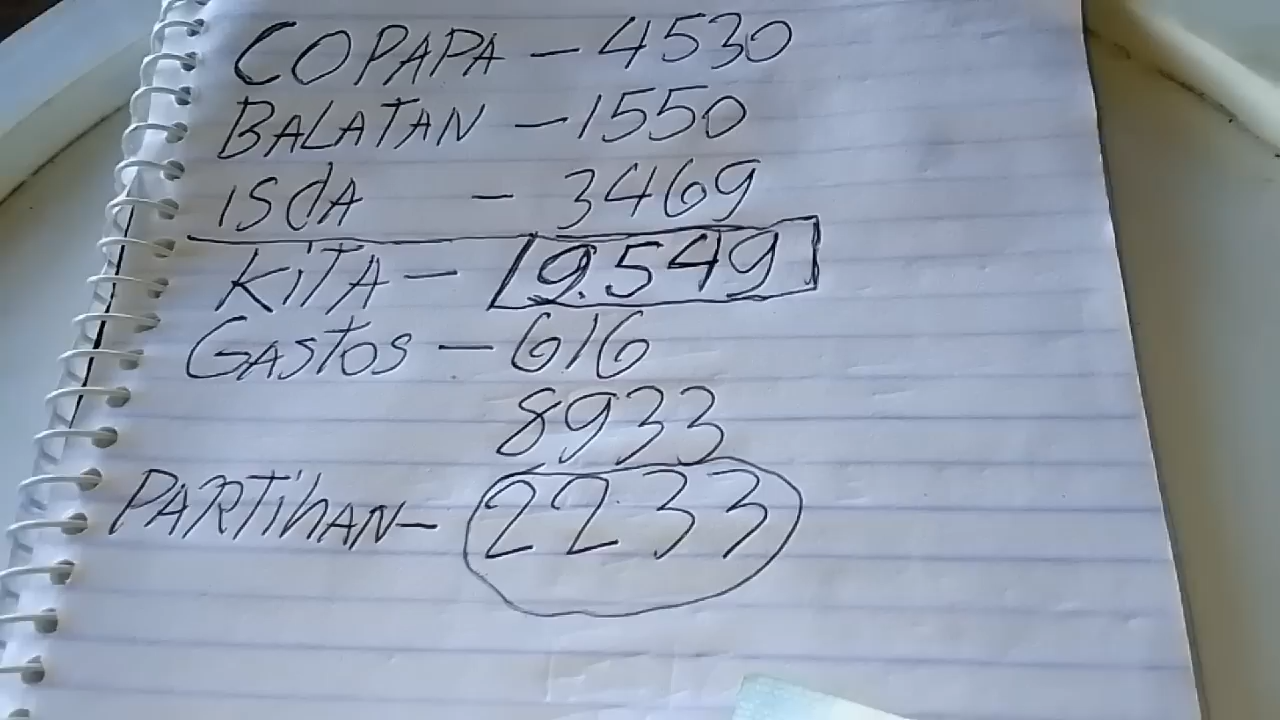 COPAPA - 4530
BALATAN - 1550
ISdA - 3469
KiTA - 9.549
GAStOS - 616
8933
PARTihAN - 2233